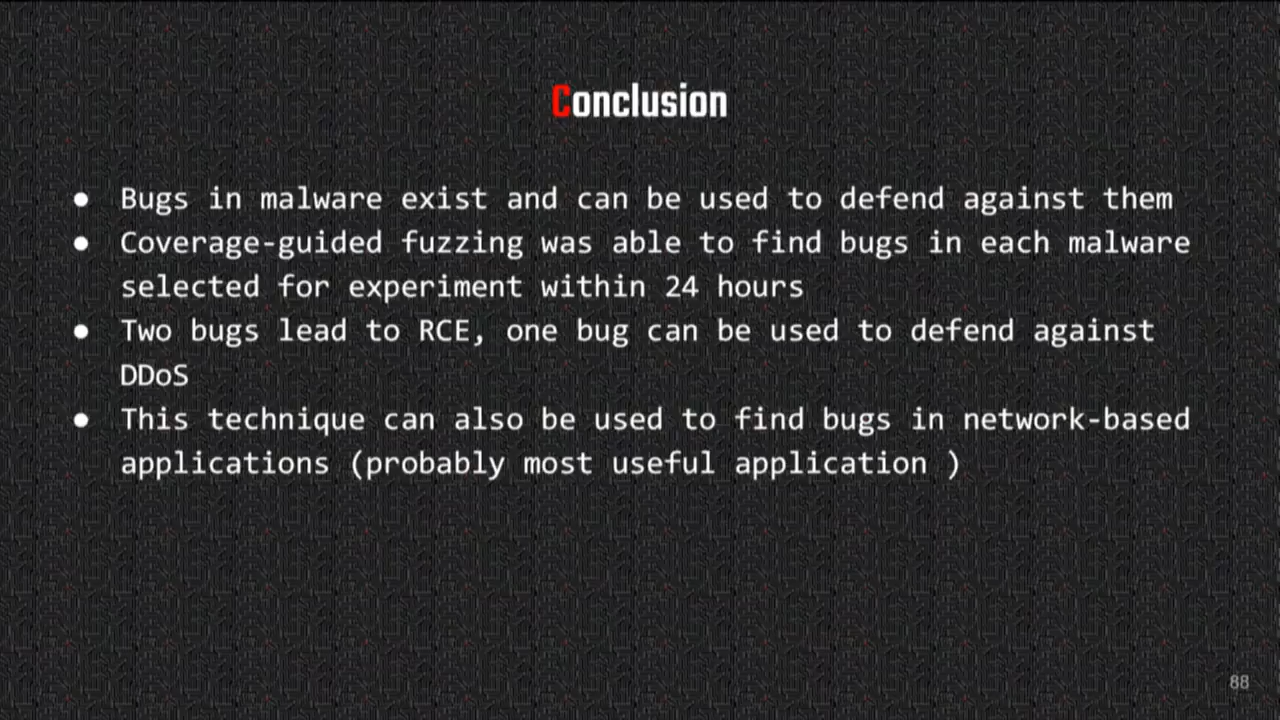 Conclusion
● Bugs in malware exist and can be used to defend against them
● Coverage-guided fuzzing was able to find bugs in each malware
selected for experiment within 24 hours
● Two bugs lead to RCE, one bug can be used to defend against
DDoS
● This technique can also be used to find bugs in network-based
applications (probably most useful application )
88